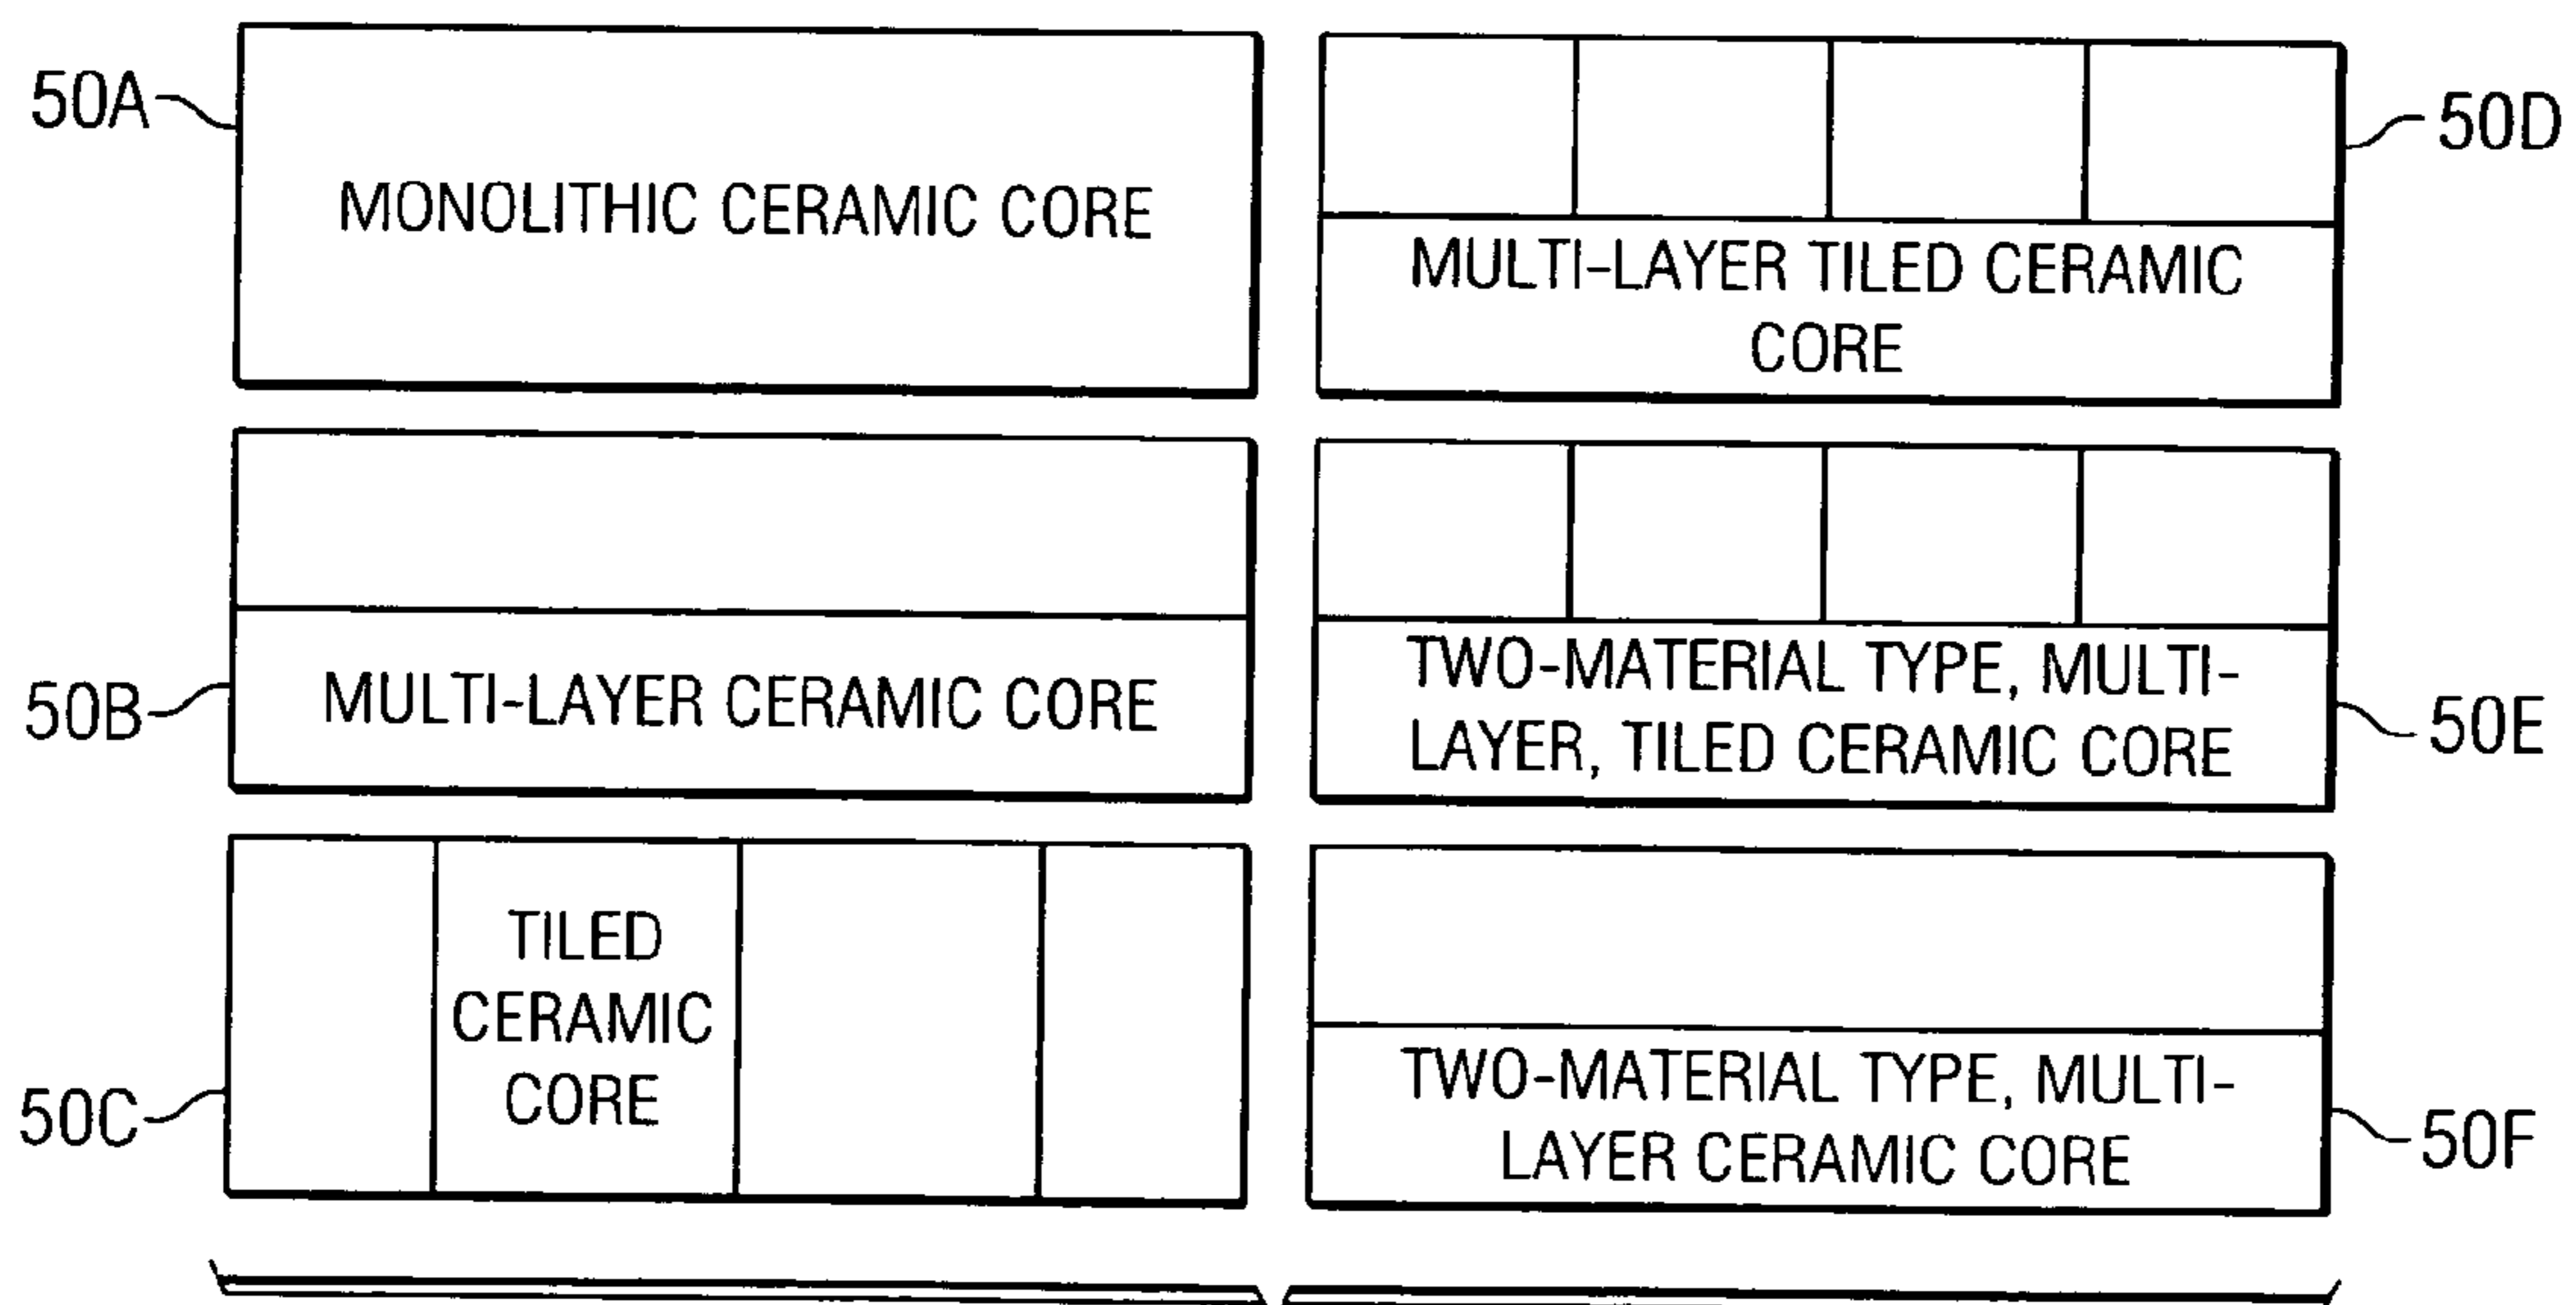 50A
MONOLITHIC CERAMIC CORE
50B
MULTI-LAYER CERAMIC CORE
50C
TILED
CERAMIC
CORE
50D
MULTI-LAYER TILED CERAMIC
CORE
50E
TWO-MATERIAL TYPE, MULTI-
LAYER, TILED CERAMIC CORE
50F
TWO-MATERIAL TYPE, MULTI-
LAYER CERAMIC CORE